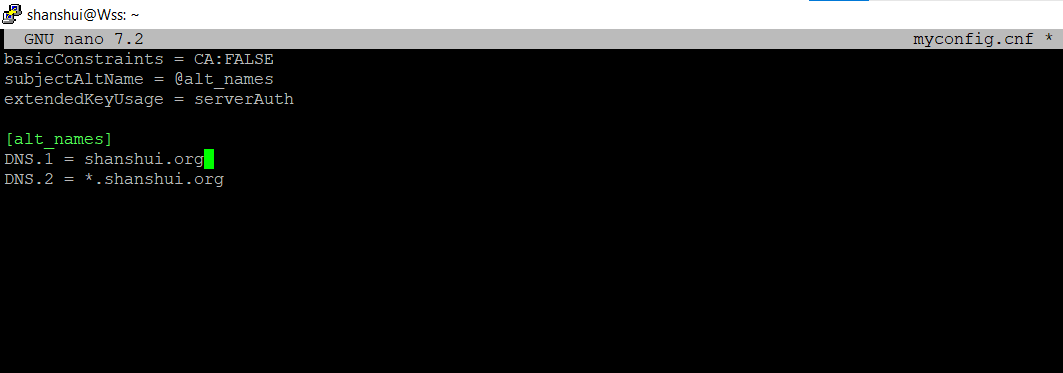 shanshui@Wss: ~
GNU nano 7.2 myconfig.cnf *
basicConstraints = CA:FALSE
subjectAltName = @alt_names
extendedKeyUsage = serverAuth
[alt_names]
DNS.1 = shanshui.org
DNS.2 = *.shanshui.org